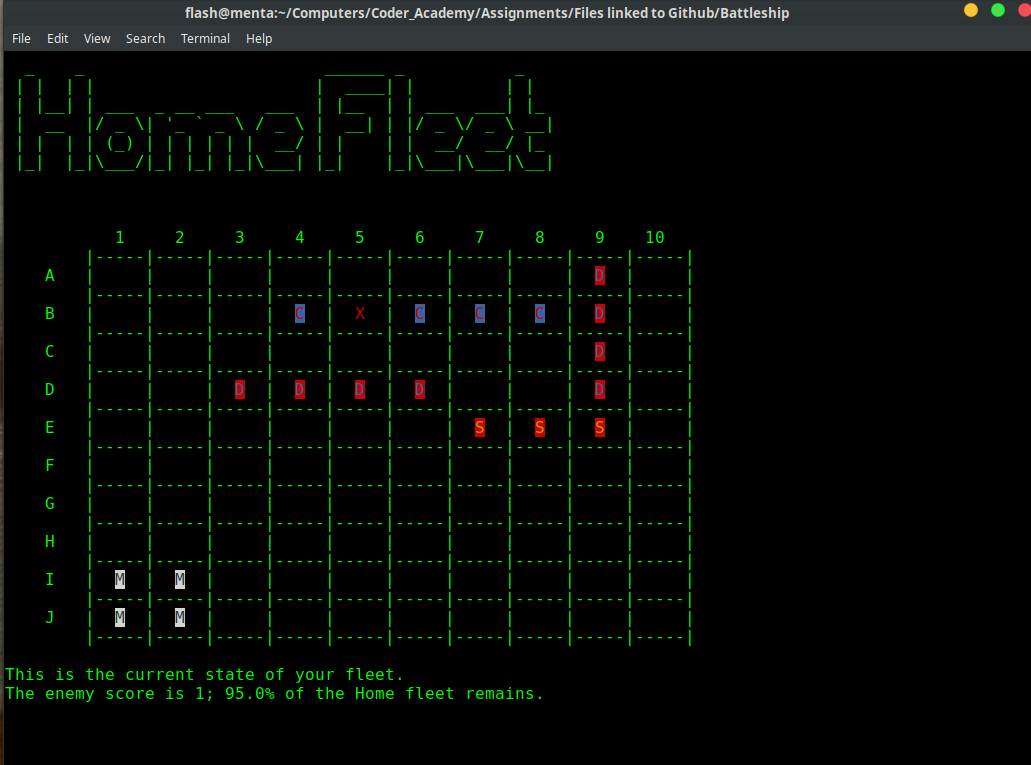 flash@menta:~/Computers/Coder_Academy/Assignments/Files linked to Github/Battleship
File Edit View Search Terminal Help
Home Fleet
1 2 3 4 5 6 7 8 9 10
A D
B C X C C C D
C D
D D D D D D
E S S S
F
G
H
I M M
J M M
This is the current state of your fleet.
The enemy score is 1; 95.0% of the Home fleet remains.